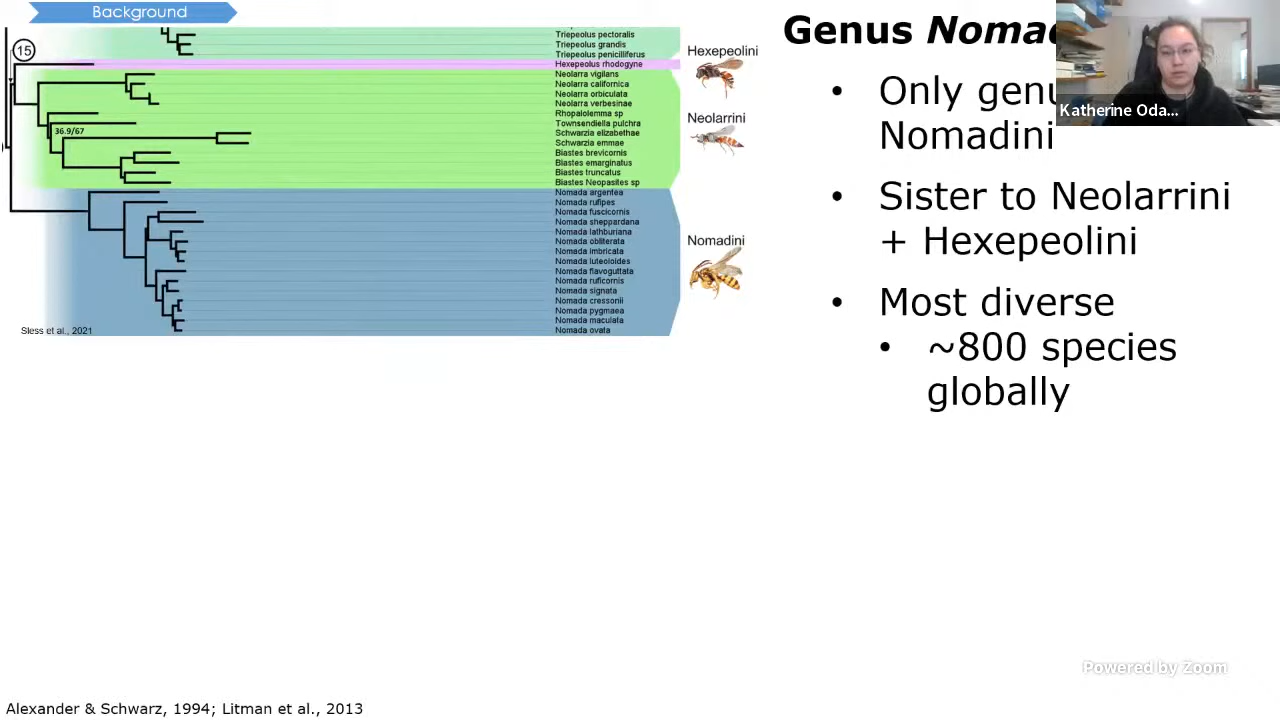 Background
Genus Nomad
Triepeolus pectoralis
Triepeolus grandis
Triepeolus penicilliferus
Hexepeolus rhodogyne
Neolarra vigilans
Neolarra californica
Neolarra orbiculata
Neolarra verbesinae
Rhopalolemma sp
Townsendiella pulchra
Schwarzia elizabethae
Schwarzia emmae
Biastes brevicornis
Biastes emarginatus
Biastes truncatus
Biastes Neopasites sp
Nomada argentea
Nomada rufipes
Nomada fuscicornis
Nomada sheppardana
Nomada lathburiana
Nomada obliterata
Nomada imbricata
Nomada luteoloides
Nomada flavoguttata
Nomada ruficornis
Nomada signata
Nomada cressonii
Nomada pygmaea
Nomada maculata
Nomada ovata
15
36.9/67
Hexepeolini
Neolarrini
Nomadini
Sless et al., 2021
• Only genu
Nomadini
• Sister to Neolarrini
+ Hexepeolini
• Most diverse
• ~800 species
globally
Katherine Oda...
Powered by Zoom
Alexander & Schwarz, 1994; Litman et al., 2013